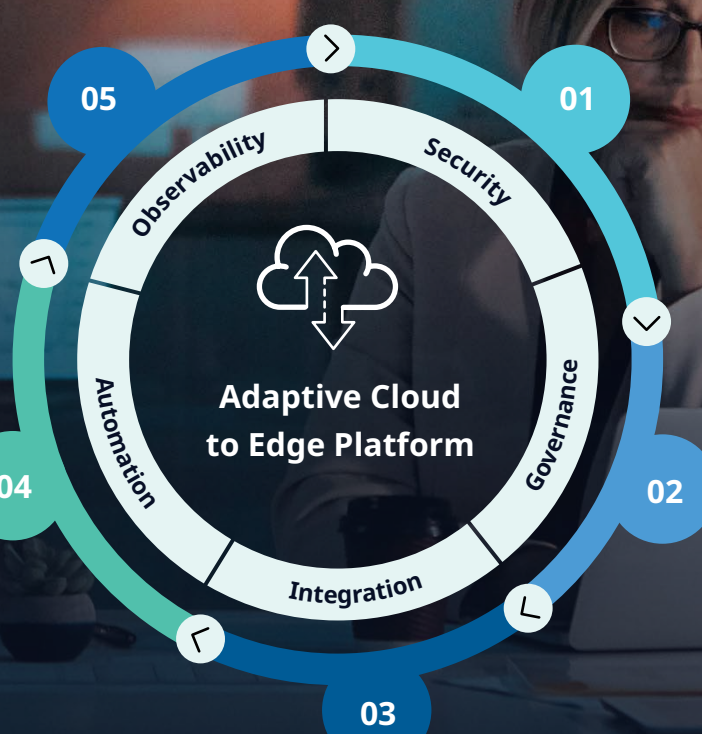 05
01
Observability
Security
Adaptive Cloud
to Edge Platform
Automation
Governance
04
02
Integration
03